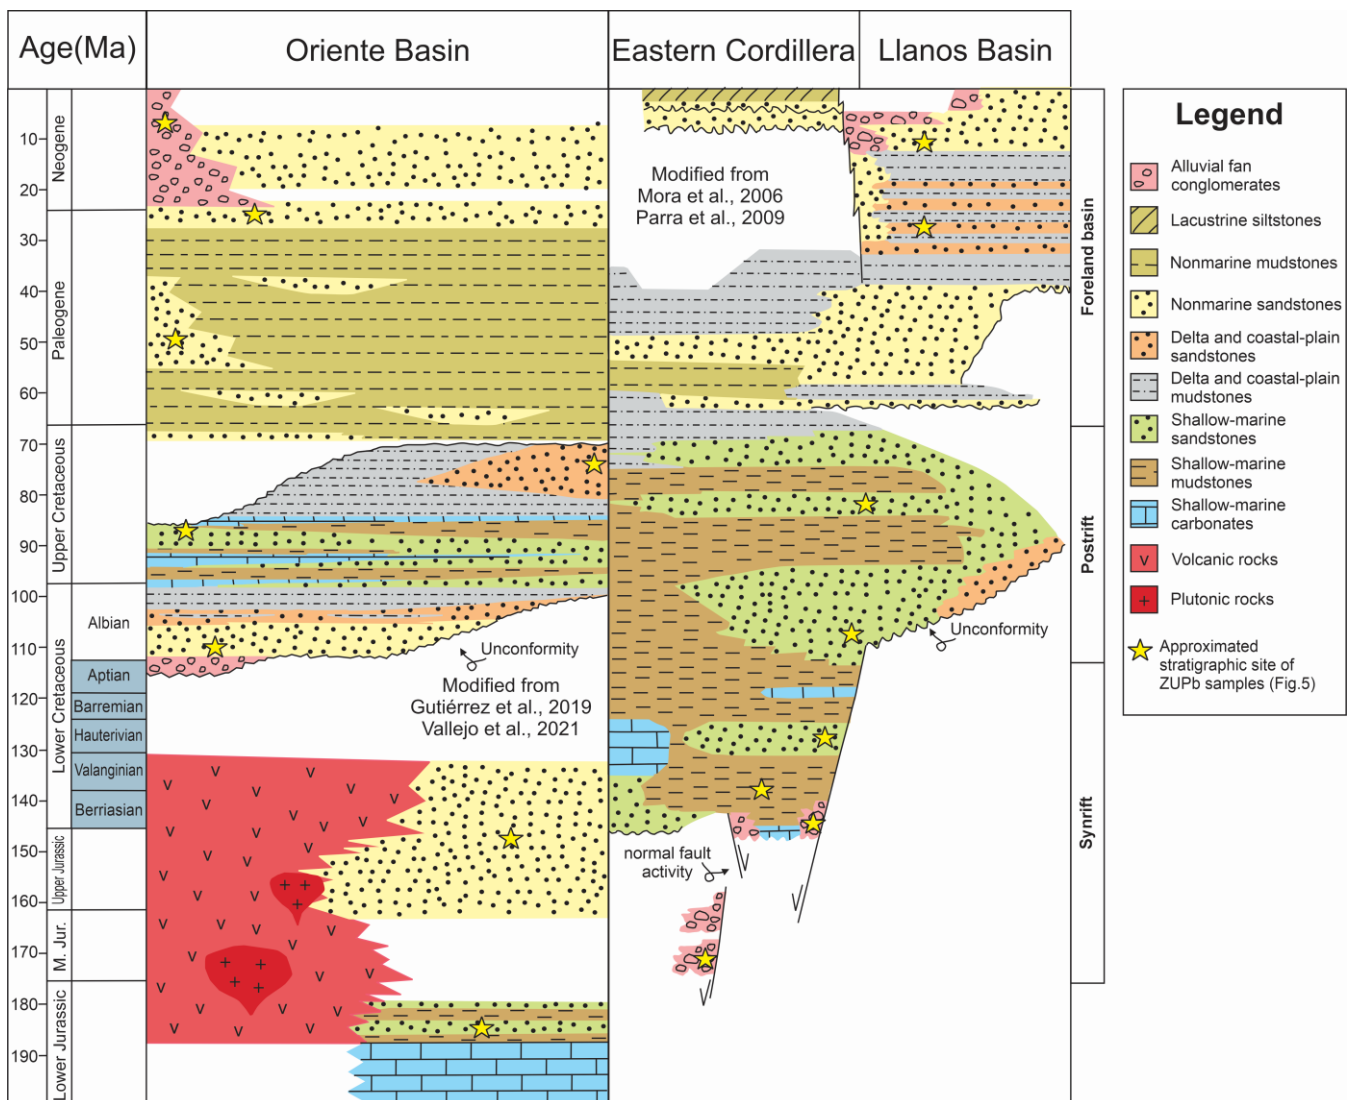 Age(Ma)
Oriente Basin
Eastern Cordillera
Llanos Basin
10
20
30
40
50
60
70
80
90
100
110
120
130
140
150
160
170
180
190
Neogene
Paleogene
Upper Cretaceous
Lower Cretaceous
Upper Jurassic
M. Jur.
Lower Jurassic
Albian
Aptian
Barremian
Hauterivian
Valanginian
Berriasian
Unconformity
Modified from
Gutiérrez et al., 2019
Vallejo et al., 2021
Modified from
Mora et al., 2006
Parra et al., 2009
Unconformity
normal fault
activity
Foreland basin
Postrift
Synrift
Legend
Alluvial fan
conglomerates
Lacustrine siltstones
Nonmarine mudstones
Nonmarine sandstones
Delta and coastal-plain
sandstones
Delta and coastal-plain
mudstones
Shallow-marine
sandstones
Shallow-marine
mudstones
Shallow-marine
carbonates
Volcanic rocks
Plutonic rocks
Approximated
stratigraphic site of
ZUPb samples (Fig.5)